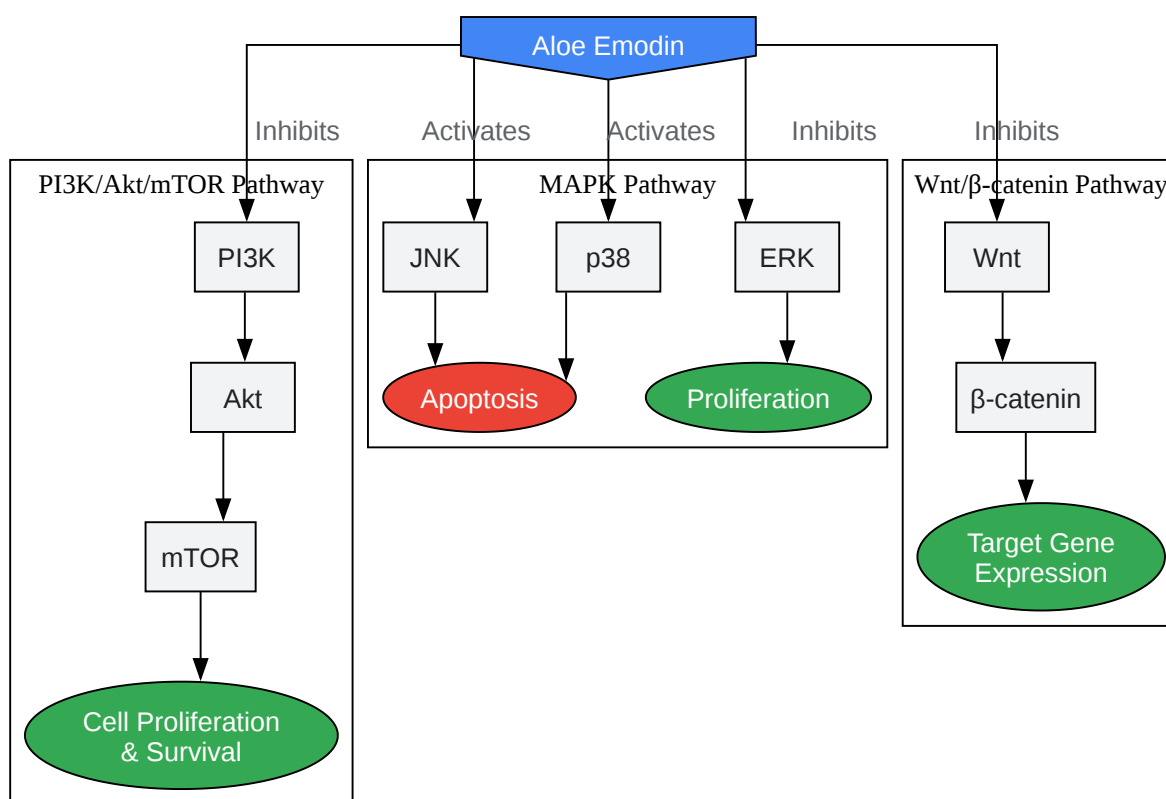 Aloe Emodin
Inhibits
Activates
Activates
Inhibits
Inhibits
PI3K/Akt/mTOR Pathway
MAPK Pathway
Wnt/β-catenin Pathway
PI3K
JNK
p38
ERK
Wnt
Akt
Apoptosis
Proliferation
β-catenin
mTOR
Target Gene
Expression
Cell Proliferation
& Survival